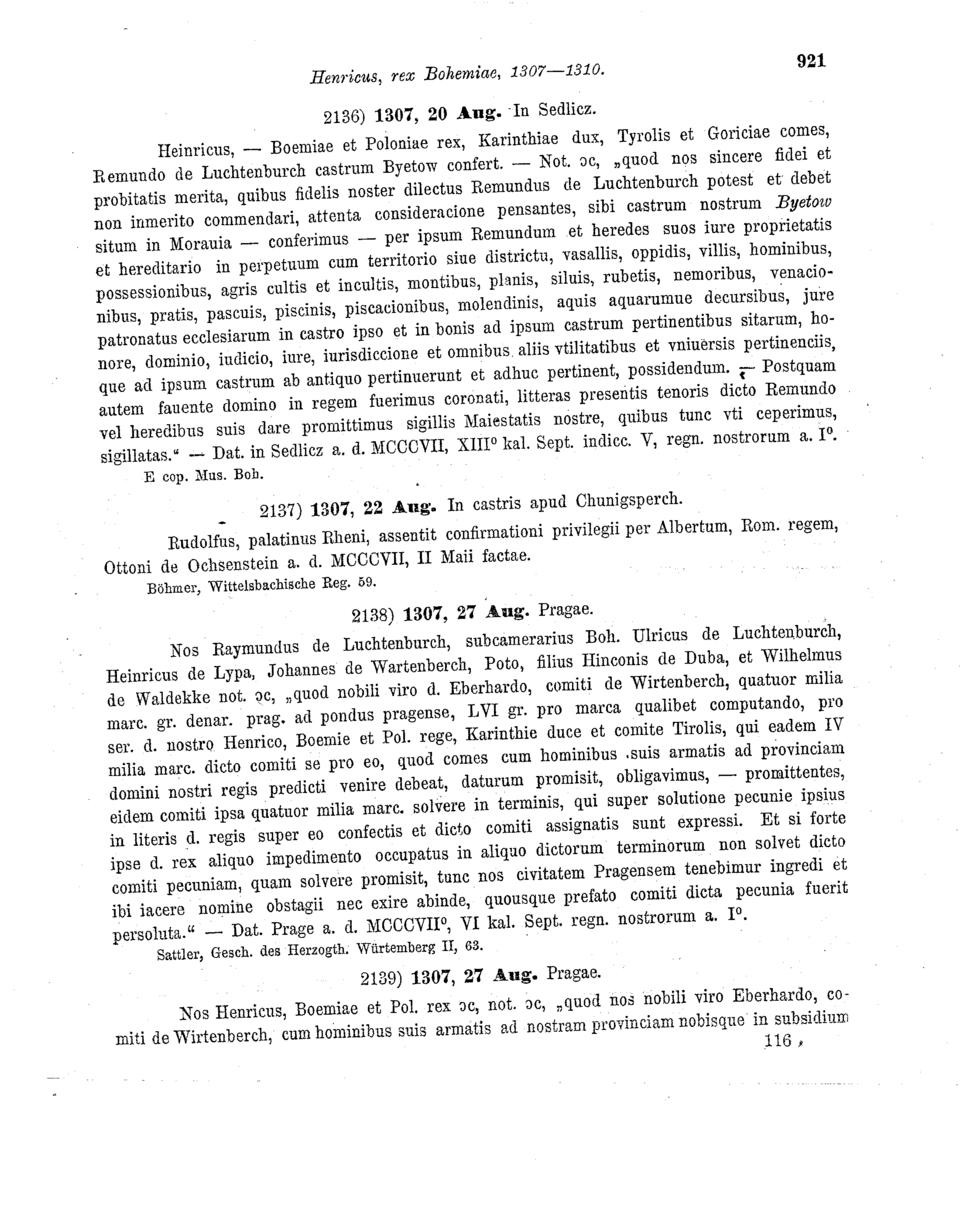 Henricus, rex Bohemiae, 1307—1310.
921
2136) 1307, 20 Aug. In Sedlicz.
Heinricus, — Boemiae et Poloniae rex, Karinthiae dux, Tyrolis et Goriciae comes,
Remundo de Luchtenburch castrum Byetow confert. — Not. ɔc, „quod nos sincere fidei et
probitatis merita, quibus fidelis noster dilectus Remundus de Luchtenburch potest et debet
non inmerito commendari, attenta consideracione pensantes, sibi castrum nostrum Byetow
situm in Morauia — conferimus — per ipsum Remundum et heredes suos iure proprietatis
et hereditario in perpetuum cum territorio siue districtu, vasallis, oppidis, villis, hominibus,
possessionibus, agris cultis et incultis, montibus, planis, siluis, rubetis, nemoribus, venacio-
nibus, pratis, pascuis, piscinis, piscacionibus, molendinis, aquis aquarumue decursibus, jure
patronatus ecclesiarum in castro ipso et in bonis ad ipsum castrum pertinentibus sitarum, ho-
nore, dominio, iudicio, iure, iurisdiccione et omnibus aliis vtilitatibus et vniuersis pertinenciis,
que ad ipsum castrum ab antiquo pertinuerunt et adhuc pertinent, possidendum. — Postquam
autem fauente domino in regem fuerimus coronati, litteras presentis tenoris dicto Remundo
vel heredibus suis dare promittimus sigillis Maiestatis nostre, quibus tunc vti ceperimus,
sigillatas.“ — Dat. in Sedlicz a. d. MCCCVII, XIIIº kal. Sept. indicc. V, regn. nostrorum a. Iº.
E cop. Mus. Boh.
2137) 1307, 22 Aug. In castris apud Chunigsperch.
Rudolfus, palatinus Rheni, assentit confirmationi privilegii per Albertum, Rom. regem,
Ottoni de Ochsenstein a. d. MCCCVII, II Maii factae.
Böhmer, Wittelsbachische Reg. 59.
2138) 1307, 27 Aug. Pragae.
Nos Raymundus de Luchtenburch, subcamerarius Boh. Ulricus de Luchtenburch,
Heinricus de Lypa, Johannes de Wartenberch, Poto, filius Hinconis de Duba, et Wilhelmus
de Waldekke not. ɔc, „quod nobili viro d. Eberhardo, comiti de Wirtenberch, quatuor milia
marc. gr. denar. prag. ad pondus pragense, LVI gr. pro marca qualibet computando, pro
ser. d. nostro Henrico, Boemie et Pol. rege, Karinthie duce et comite Tirolis, qui eadem IV
milia marc. dicto comiti se pro eo, quod comes cum hominibus suis armatis ad provinciam
domini nostri regis predicti venire debeat, daturum promisit, obligavimus, — promittentes,
eidem comiti ipsa quatuor milia marc. solvere in terminis, qui super solutione pecunie ipsius
in literis d. regis super eo confectis et dicto comiti assignatis sunt expressi. Et si forte
ipse d. rex aliquo impedimento occupatus in aliquo dictorum terminorum non solvet dicto
comiti pecuniam, quam solvere promisit, tunc nos civitatem Pragensem tenebimur ingredi et
ibi iacere nomine obstagii nec exire abinde, quousque prefato comiti dicta pecunia fuerit
persoluta.“ — Dat. Prage a. d. MCCCVIIº, VI kal. Sept. regn. nostrorum a. Iº.
Sattler, Gesch. des Herzogth. Würtemberg II, 63.
2139) 1307, 27 Aug. Pragae.
Nos Henricus, Boemiae et Pol. rex ɔc, not. ɔc, „quod nos nobili viro Eberhardo, co-
miti de Wirtenberch, cum hominibus suis armatis ad nostram provinciam nobisque in subsidium
116